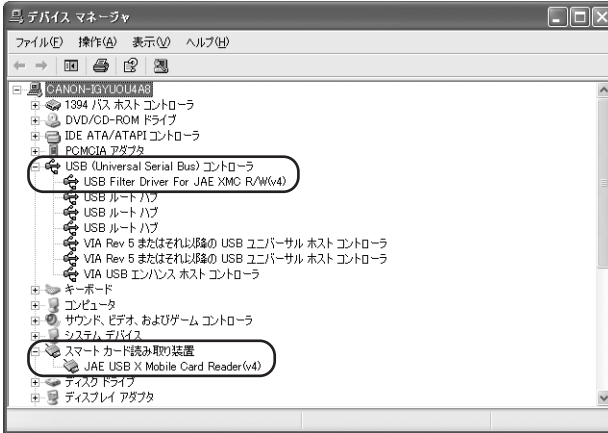 デバイス マネージャ
ファイル(F) 操作(A) 表示(V) ヘルプ(H)
CANON-IGYUOU4A8
1394 バス ホスト コントローラ
DVD/CD-ROM ドライブ
IDE ATA/ATAPI コントローラ
PCMCIA アダプタ
USB (Universal Serial Bus) コントローラ
USB Filter Driver For JAE XMC R/W(v4)
USB ルート ハブ
USB ルート ハブ
USB ルート ハブ
VIA Rev 5 またはそれ以降の USB ユニバーサル ホスト コントローラ
VIA Rev 5 またはそれ以降の USB ユニバーサル ホスト コントローラ
VIA USB エンハンス ホスト コントローラ
キーボード
コンピュータ
サウンド、ビデオ、およびゲーム コントローラ
システム デバイス
スマート カード読み取り装置
JAE USB X Mobile Card Reader(v4)
ディスク ドライブ
ディスプレイ アダプタ